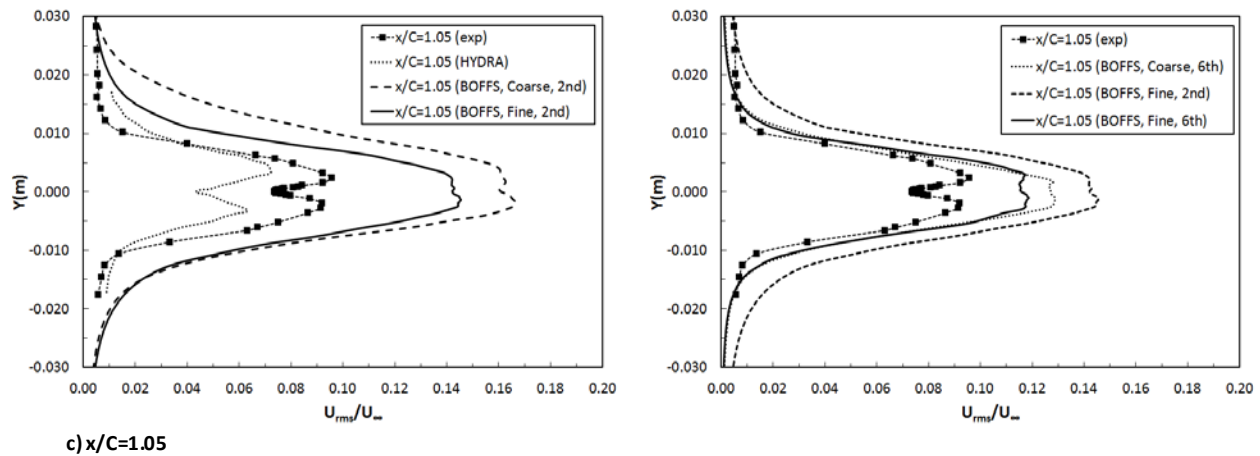 0.030
0.020
0.010
0.000
-0.010
-0.020
-0.030
Y(m)
x/C=1.05 (exp)
x/C=1.05 (HYDRA)
x/C=1.05 (BOFFS, Coarse, 2nd)
x/C=1.05 (BOFFS, Fine, 2nd)
0.00 0.02 0.04 0.06 0.08 0.10 0.12 0.14 0.16 0.18 0.20
Urms/U∞
0.030
0.020
0.010
0.000
-0.010
-0.020
-0.030
Y(m)
x/C=1.05 (exp)
x/C=1.05 (BOFFS, Coarse, 6th)
x/C=1.05 (BOFFS, Fine, 2nd)
x/C=1.05 (BOFFS, Fine, 6th)
0.00 0.02 0.04 0.06 0.08 0.10 0.12 0.14 0.16 0.18 0.20
Urms/U∞
c) x/C=1.05